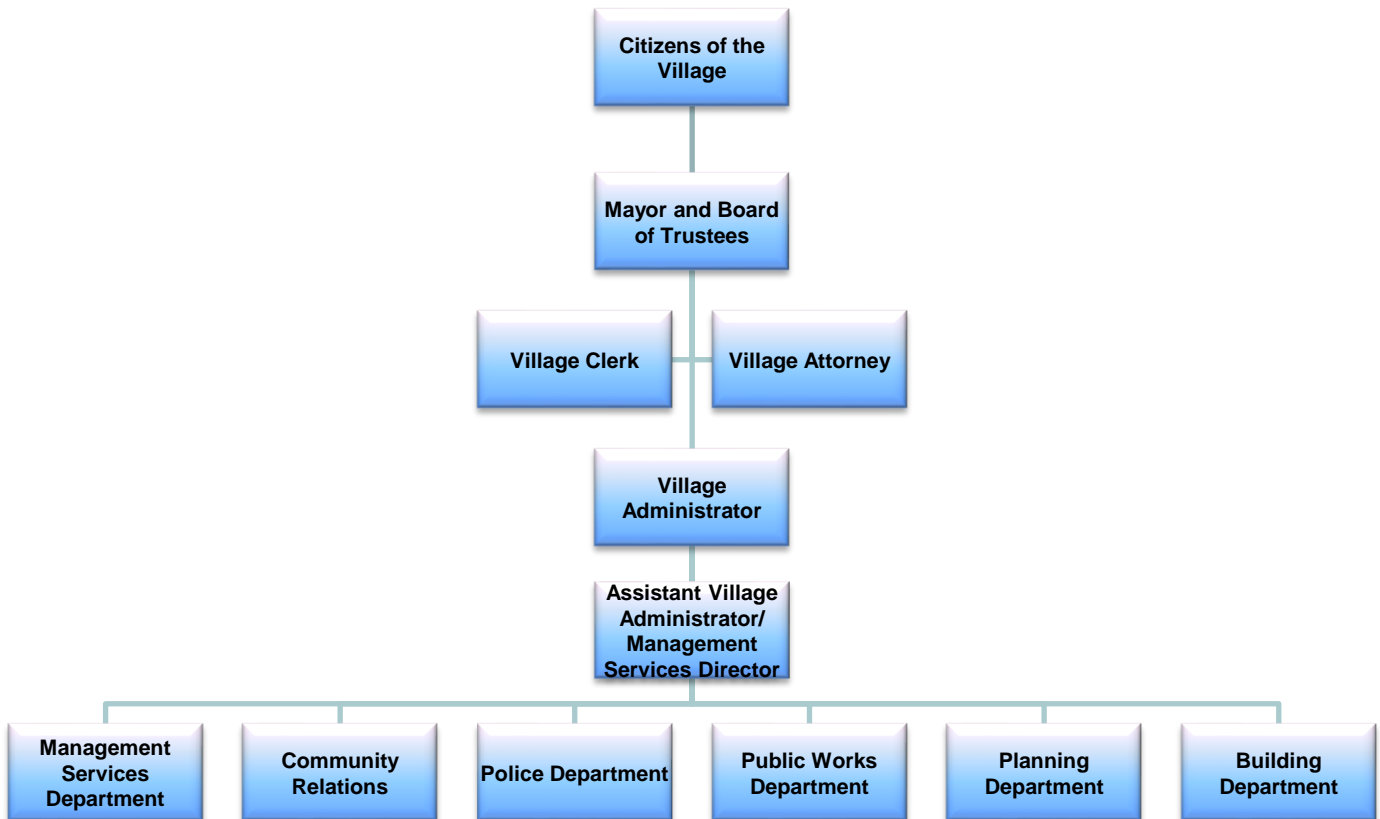 Citizens of the
Village
Mayor and Board
of Trustees
Village Clerk
Village Attorney
Village
Administrator
Assistant Village
Administrator/
Management
Services Director
Management
Services
Department
Community
Relations
Police Department
Public Works
Department
Planning
Department
Building
Department